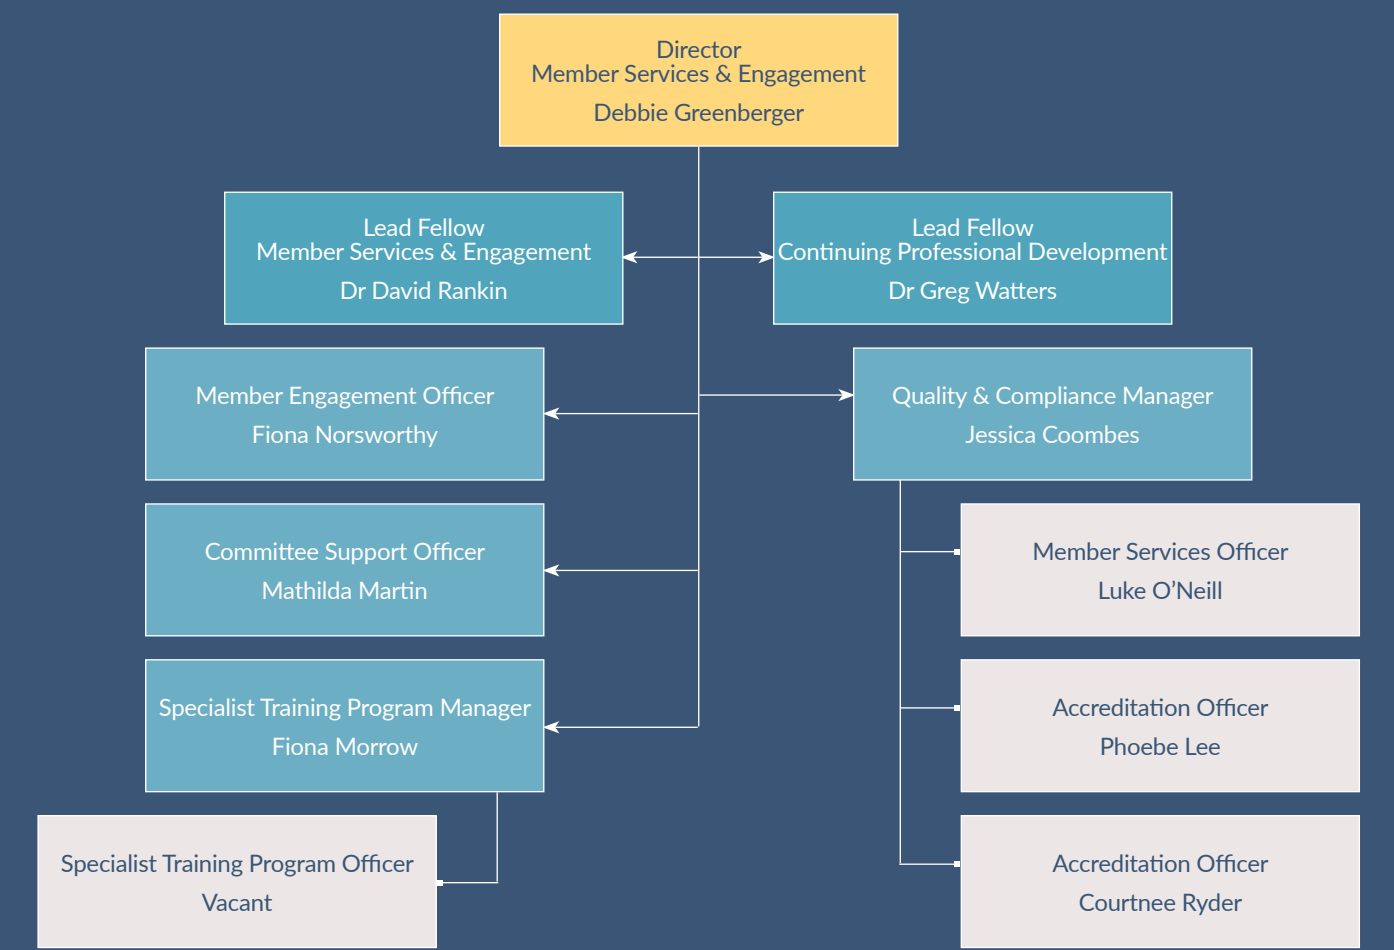 Director
Member Services & Engagement
Debbie Greenberger
Lead Fellow
Member Services & Engagement
Dr David Rankin
Lead Fellow
Continuing Professional Development
Dr Greg Watters
Member Engagement Officer
Fiona Norsworthy
Quality & Compliance Manager
Jessica Coombes
Committee Support Officer
Mathilda Martin
Member Services Officer
Luke O’Neill
Specialist Training Program Manager
Fiona Morrow
Accreditation Officer
Phoebe Lee
Specialist Training Program Officer
Vacant
Accreditation Officer
Courtnee Ryder